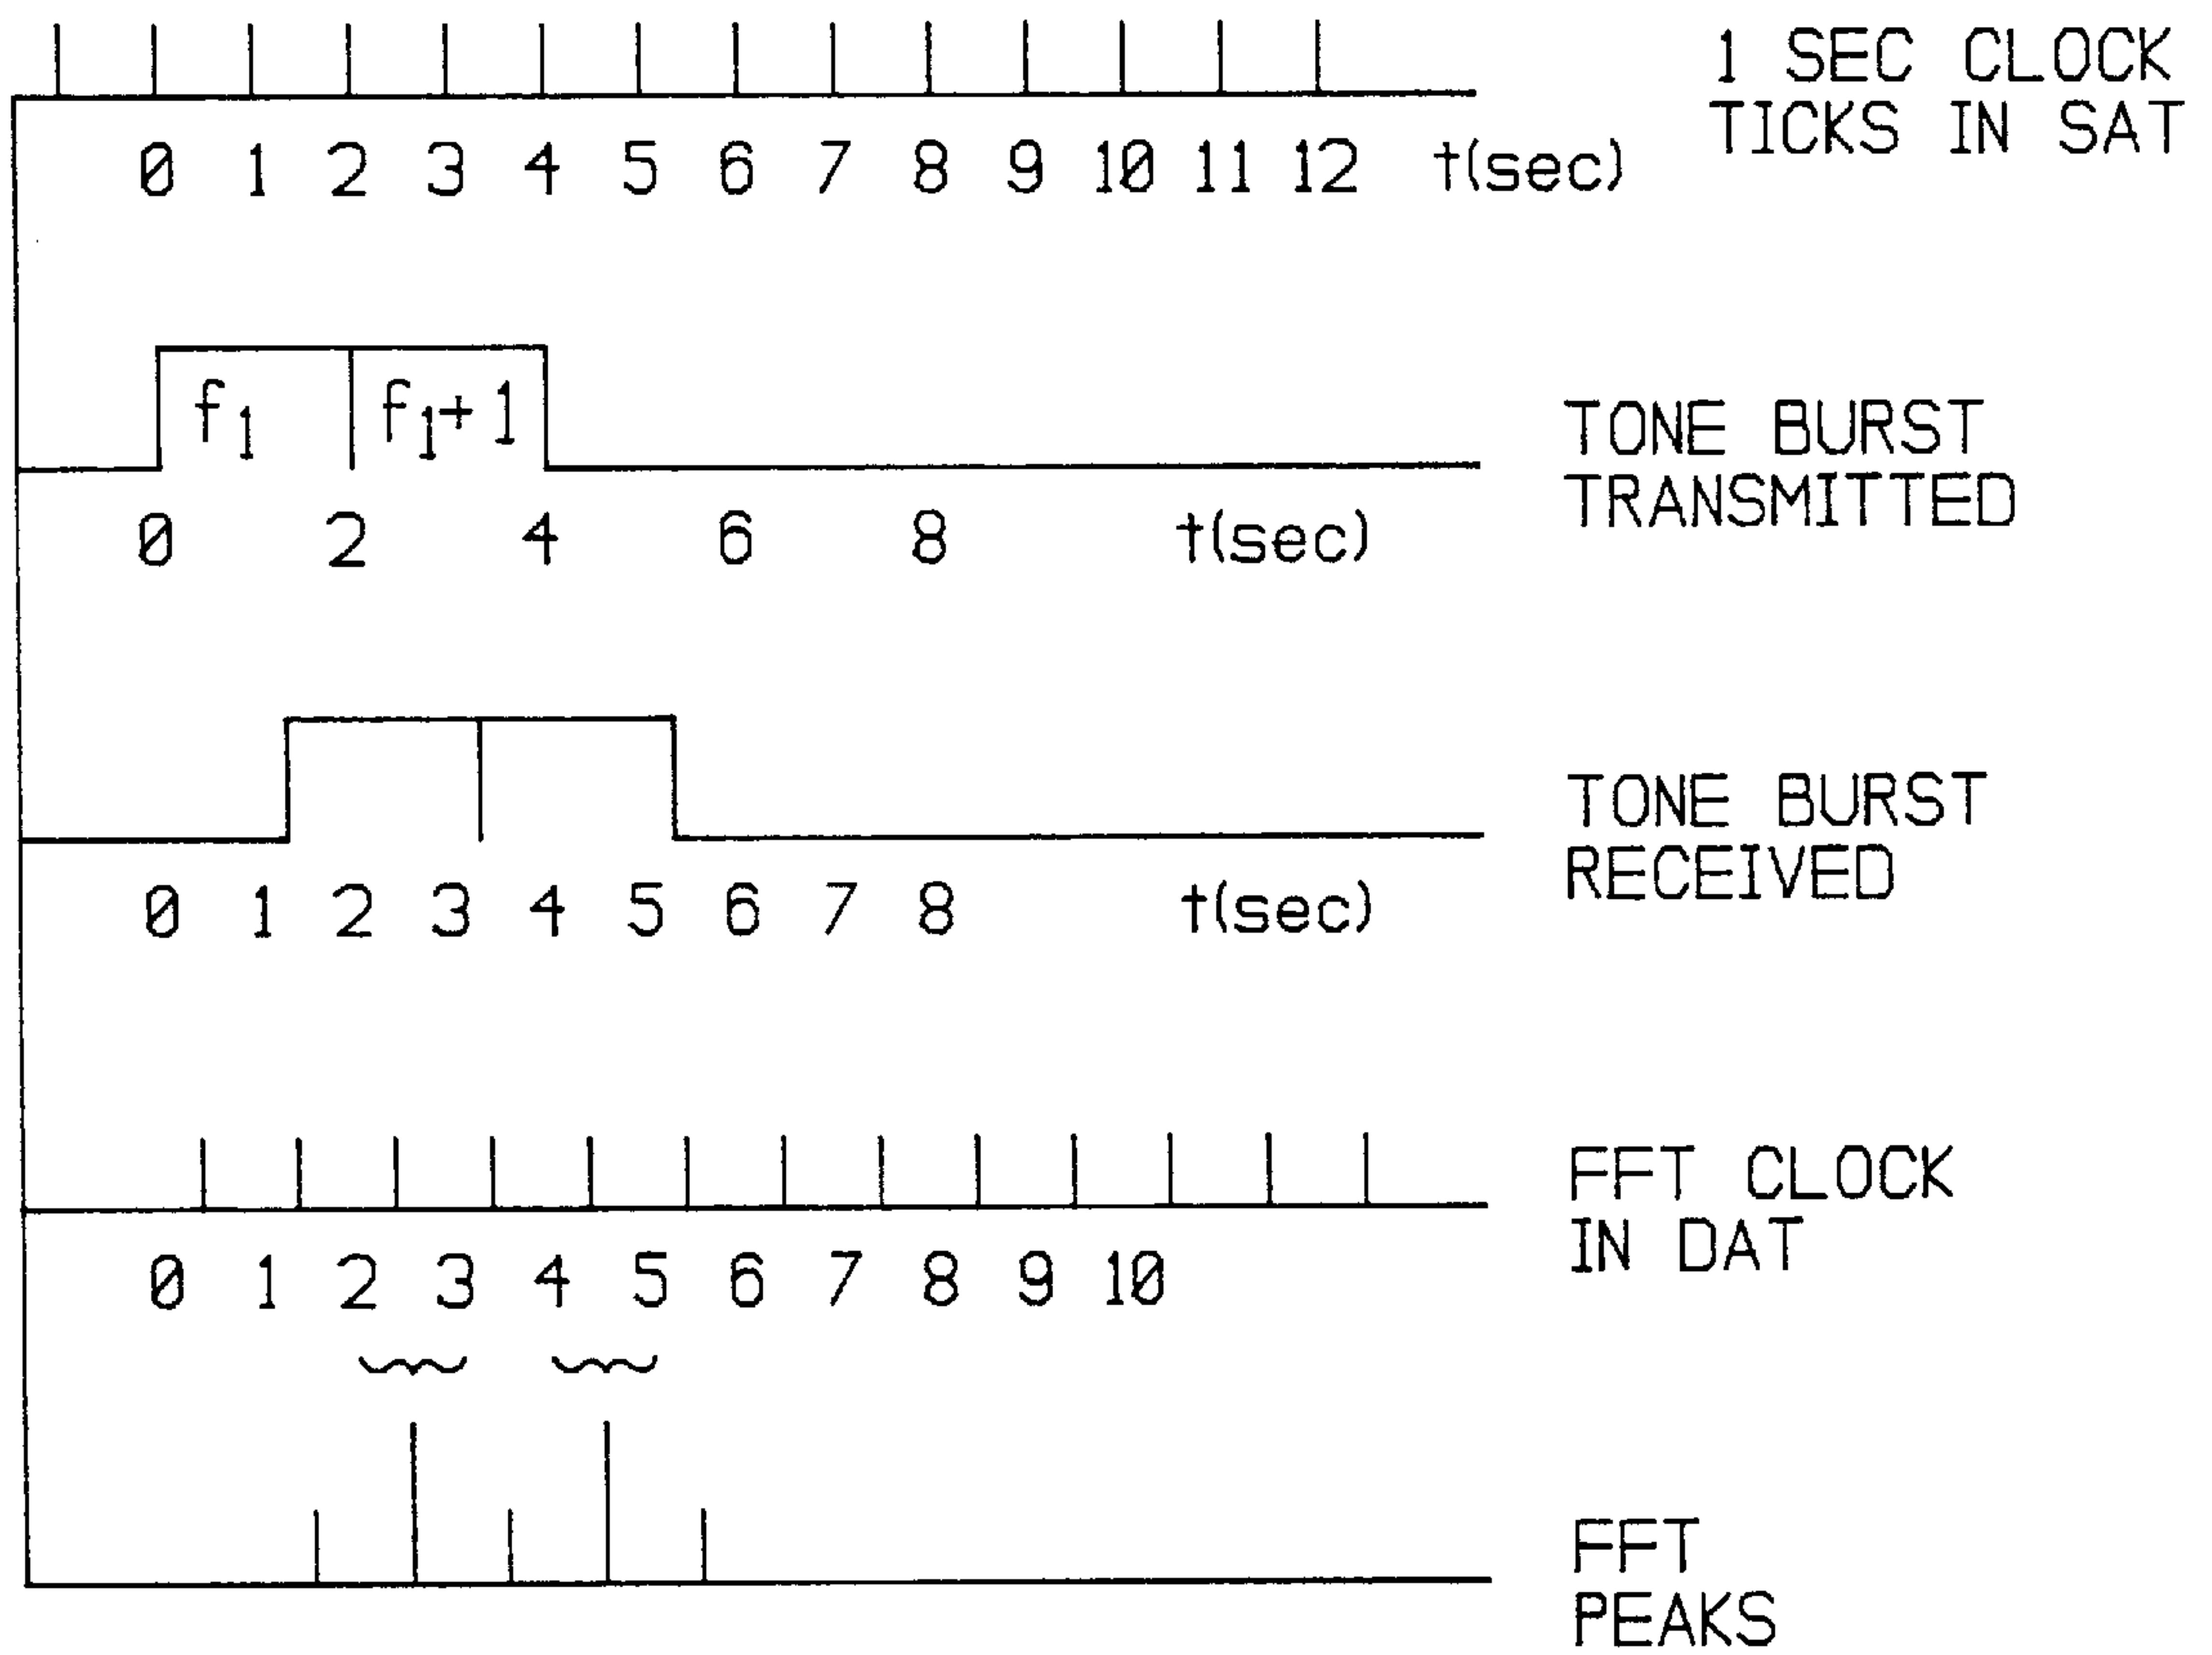 1 SEC CLOCK
TICKS IN SAT
0 1 2 3 4 5 6 7 8 9 10 11 12 t(sec)
f1 f1+1
TONE BURST
TRANSMITTED
0 2 4 6 8 t(sec)
TONE BURST
RECEIVED
0 1 2 3 4 5 6 7 8 t(sec)
FFT CLOCK
IN DAT
0 1 2 3 4 5 6 7 8 9 10
FFT
PEAKS